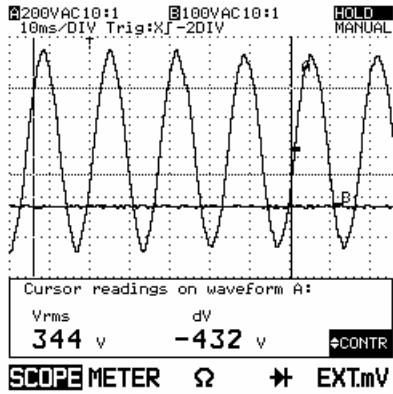 A200VAC10:1 B100VAC10:1 HOLD
10ms/DIV Trig:X∫-2DIV MANUAL
A
B
Cursor readings on waveform A:
Vrms dV
344 v -432 v
♦CONTR
SCOPE METER Ω EXT.mV